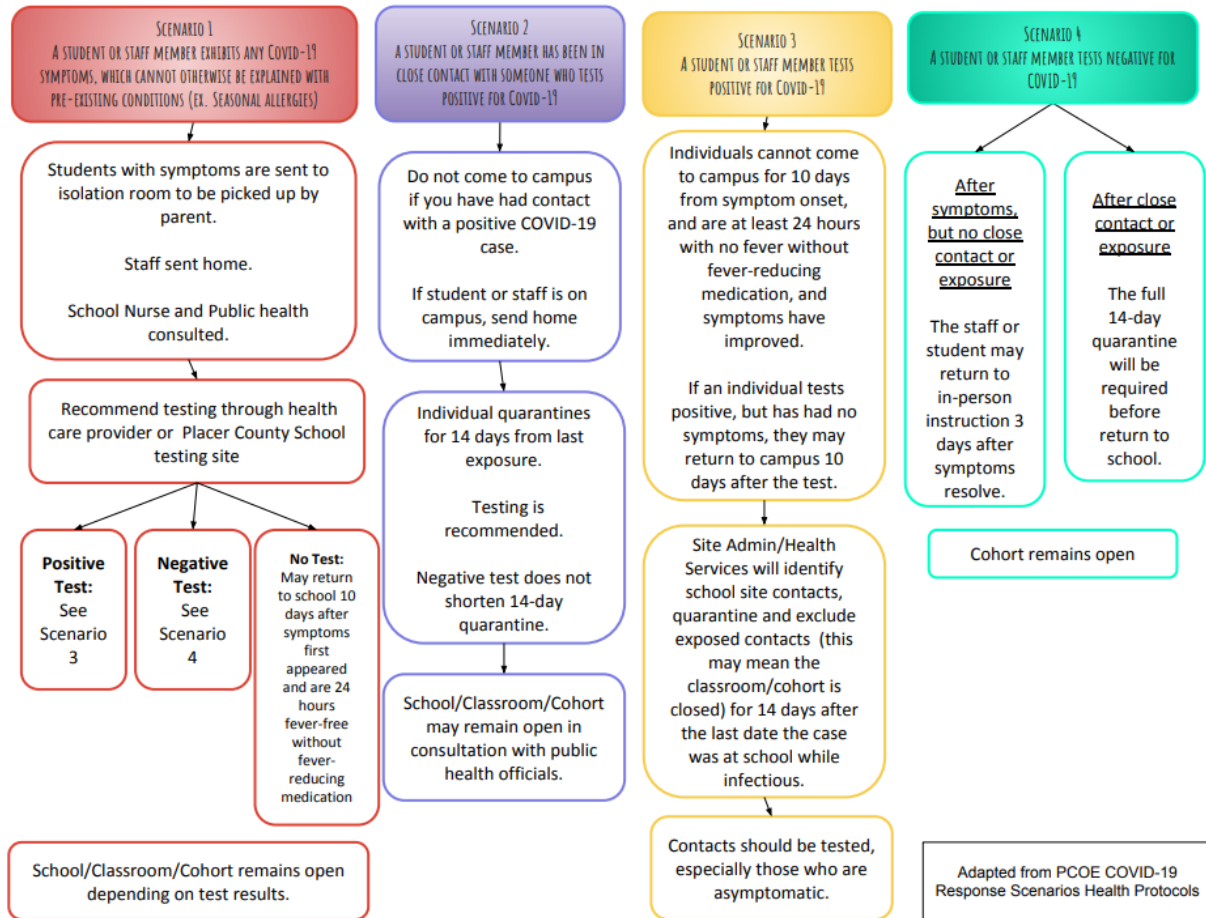 SCENARIO 1
A STUDENT OR STAFF MEMBER EXHIBITS ANY COVID-19
SYMPTOMS, WHICH CANNOT OTHERWISE BE EXPLAINED WITH
PRE-EXISTING CONDITIONS (EX. SEASONAL ALLERGIES)
Students with symptoms are sent to
isolation room to be picked up by
parent.
Staff sent home.
School Nurse and Public health
consulted.
Recommend testing through health
care provider or Placer County School
testing site
Positive
Test:
See
Scenario
3
Negative
Test:
See
Scenario
4
No Test:
May return
to school 10
days after
symptoms
first
appeared
and are 24
hours
fever-free
without
fever-
reducing
medication
School/Classroom/Cohort remains open
depending on test results.
SCENARIO 2
A STUDENT OR STAFF MEMBER HAS BEEN IN
CLOSE CONTACT WITH SOMEONE WHO TESTS
POSITIVE FOR COVID-19
Do not come to campus
if you have had contact
with a positive COVID-19
case.
If student or staff is on
campus, send home
immediately.
Individual quarantines
for 14 days from last
exposure.
Testing is
recommended.
Negative test does not
shorten 14-day
quarantine.
School/Classroom/Cohort
may remain open in
consultation with public
health officials.
SCENARIO 3
A STUDENT OR STAFF MEMBER TESTS
POSITIVE FOR COVID-19
Individuals cannot come
to campus for 10 days
from symptom onset,
and are at least 24 hours
with no fever without
fever-reducing
medication, and
symptoms have
improved.
If an individual tests
positive, but has had no
symptoms, they may
return to campus 10
days after the test.
Site Admin/Health
Services will identify
school site contacts,
quarantine and exclude
exposed contacts (this
may mean the
classroom/cohort is
closed) for 14 days after
the last date the case
was at school while
infectious.
Contacts should be tested,
especially those who are
asymptomatic.
SCENARIO 4
A STUDENT OR STAFF MEMBER TESTS NEGATIVE FOR
COVID-19
After
symptoms,
but no close
contact or
exposure
The staff or
student may
return to
in-person
instruction 3
days after
symptoms
resolve.
After close
contact or
exposure
The full
14-day
quarantine
will be
required
before
return to
school.
Cohort remains open
Adapted from PCOE COVID-19
Response Scenarios Health Protocols